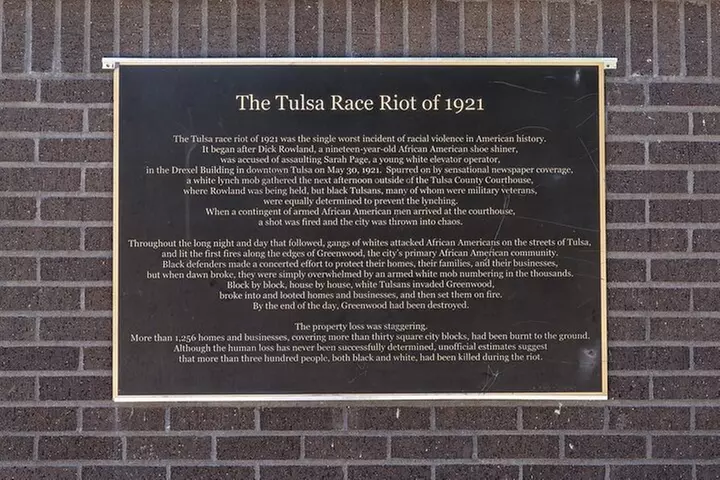 The Tulsa Race Riot of 1921
The Tulsa race riot of 1921 was the single worst incident of racial violence in American history.
It began after Dick Rowland, a nineteen-year-old African American shoe shiner,
was accused of assaulting Sarah Page, a young white elevator operator,
in the Drexel Building in downtown Tulsa on May 30, 1921. Spurred on by sensational newspaper coverage,
a white lynch mob gathered the next afternoon outside of the Tulsa County Courthouse,
where Rowland was being held, but black Tulsans, many of whom were military veterans,
were equally determined to prevent the lynching.
When a contingent of armed African American men arrived at the courthouse,
a shot was fired and the city was thrown into chaos.
Throughout the long night and day that followed, gangs of whites attacked African Americans on the streets of Tulsa,
and lit the first fires along the edges of Greenwood, the city's primary African American community.
Black defenders made a concerted effort to protect their homes, their families, and their businesses,
but when dawn broke, they were simply overwhelmed by an armed white mob numbering in the thousands.
Block by block, house by house, white Tulsans invaded Greenwood,
broke into and looted homes and businesses, and then set them on fire.
By the end of the day, Greenwood had been destroyed.
The property loss was staggering.
More than 1,256 homes and businesses, covering more than thirty square city blocks, had been burnt to the ground.
Although the human loss has never been successfully determined, unofficial estimates suggest
that more than three hundred people, both black and white, had been killed during the riot.